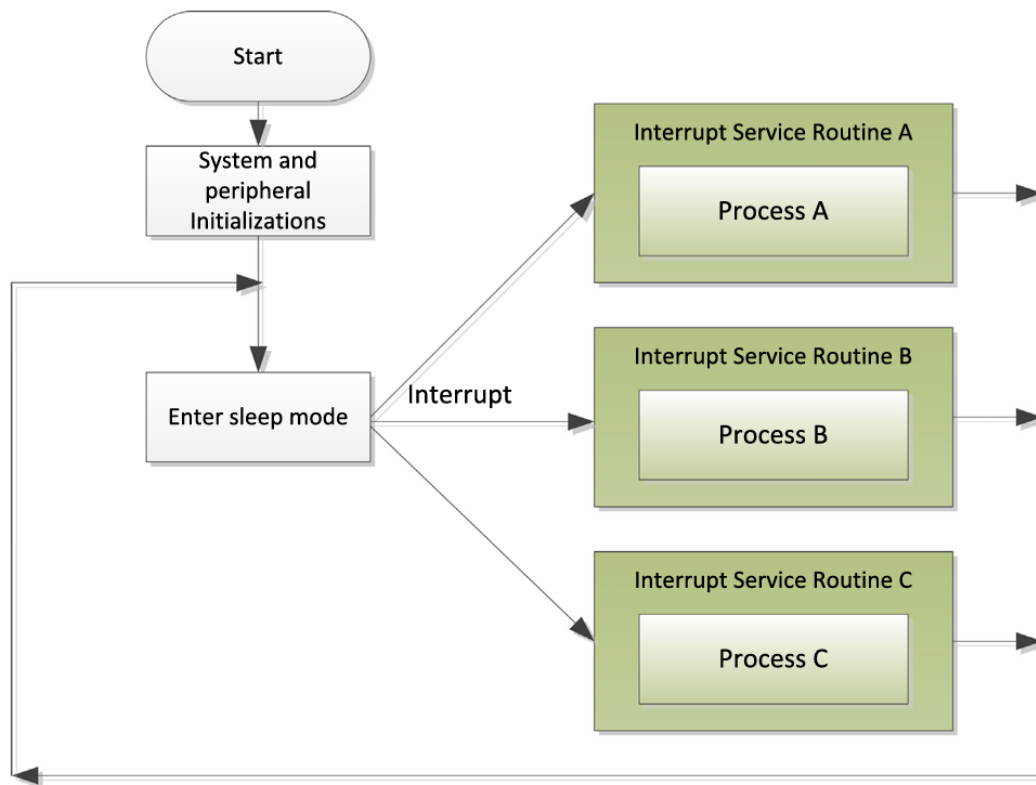 Start
System and
peripheral
Initializations
Enter sleep mode
Interrupt
Interrupt Service Routine A
Process A
Interrupt Service Routine B
Process B
Interrupt Service Routine C
Process C